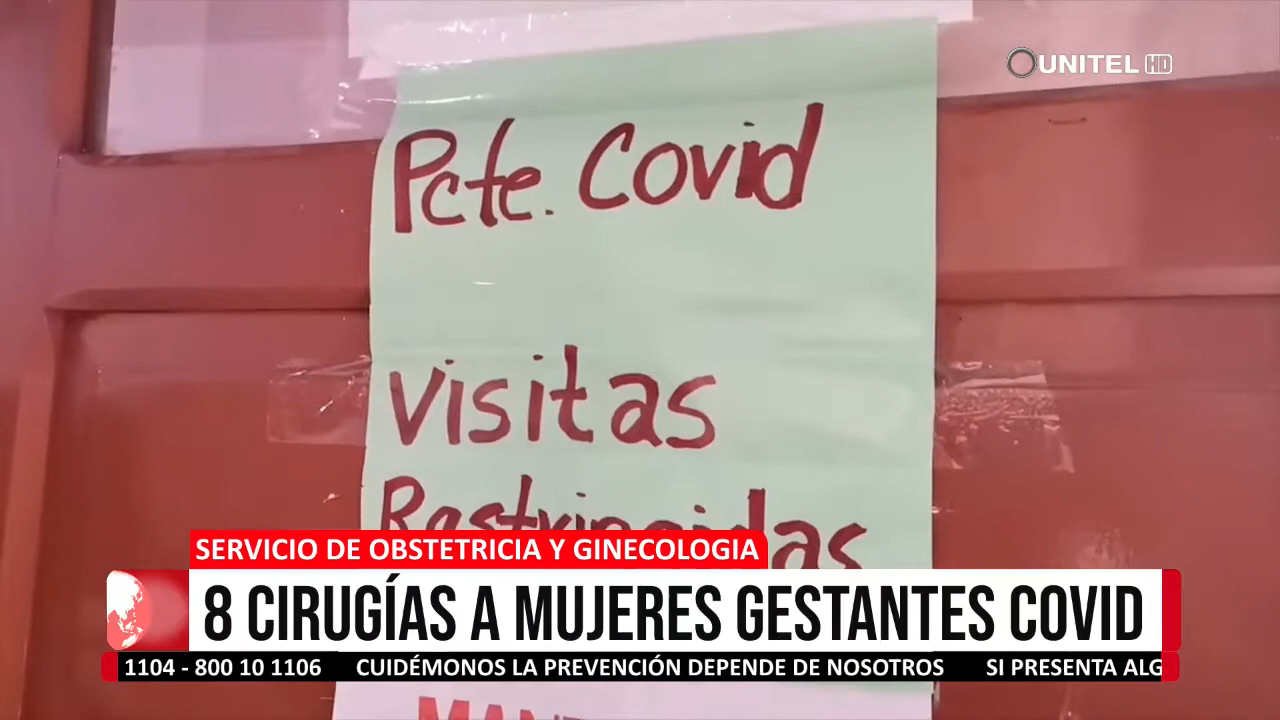 UNITEL HD
Pcte. Covid
visitas
Restringidas
SERVICIO DE OBSTETRICIA Y GINECOLOGIA
8 CIRUGÍAS A MUJERES GESTANTES COVID
1104 - 800 10 1106 CUIDÉMONOS LA PREVENCIÓN DEPENDE DE NOSOTROS SI PRESENTA ALG